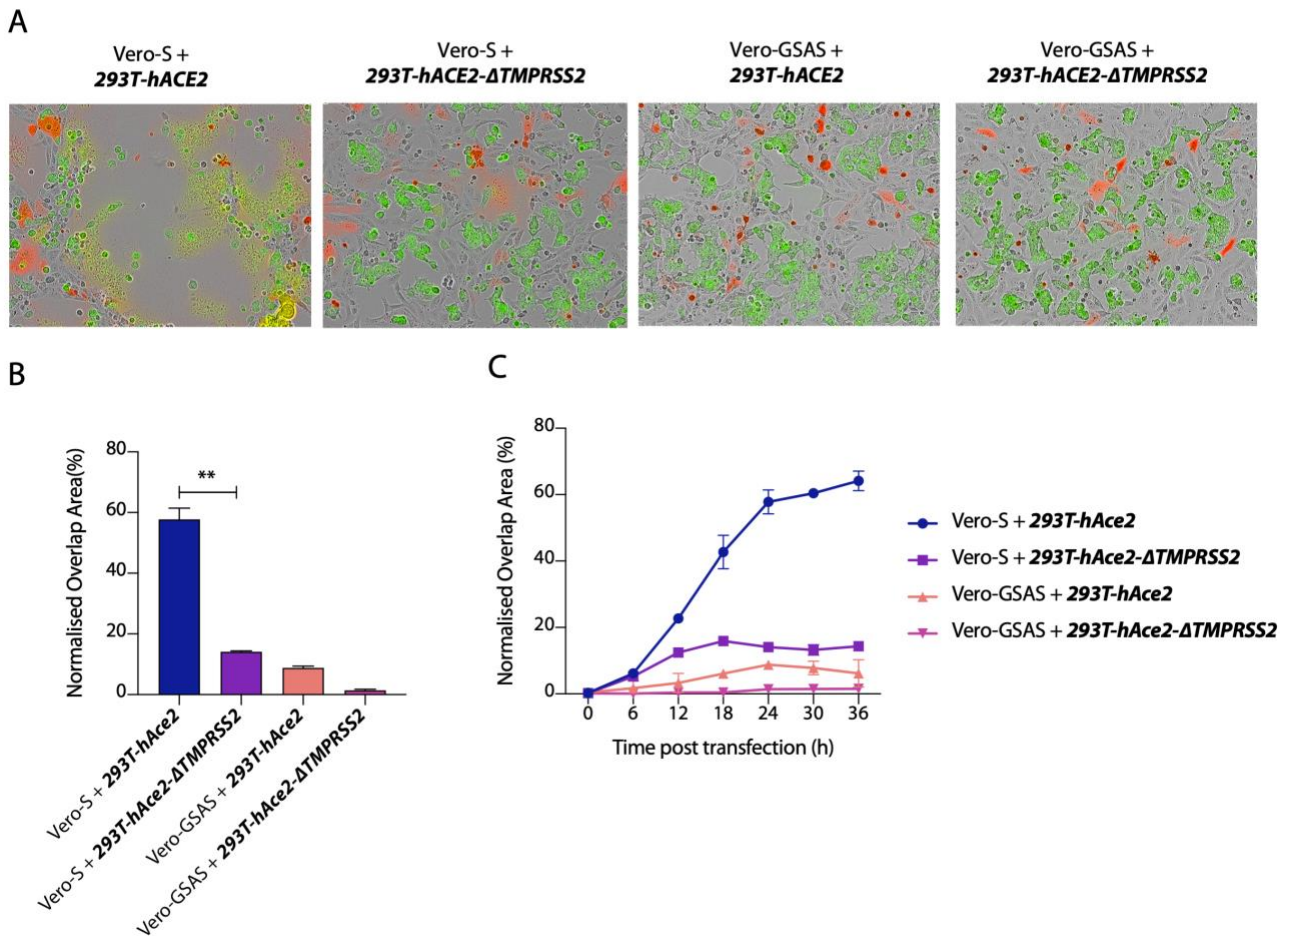 A
Vero-S +
293T-hACE2
Vero-S +
293T-hACE2-ΔTMPRSS2
Vero-GSAS +
293T-hACE2
Vero-GSAS +
293T-hACE2-ΔTMPRSS2
B
Normalised Overlap Area(%)
80
60
40
20
0
**
Vero-S + 293T-hAce2
Vero-S + 293T-hAce2-ΔTMPRSS2
Vero-GSAS + 293T-hAce2
Vero-GSAS + 293T-hAce2-ΔTMPRSS2
C
Normalised Overlap Area (%)
80
60
40
20
0
0 6 12 18 24 30 36
Time post transfection (h)
Vero-S + 293T-hAce2
Vero-S + 293T-hAce2-ΔTMPRSS2
Vero-GSAS + 293T-hAce2
Vero-GSAS + 293T-hAce2-ΔTMPRSS2